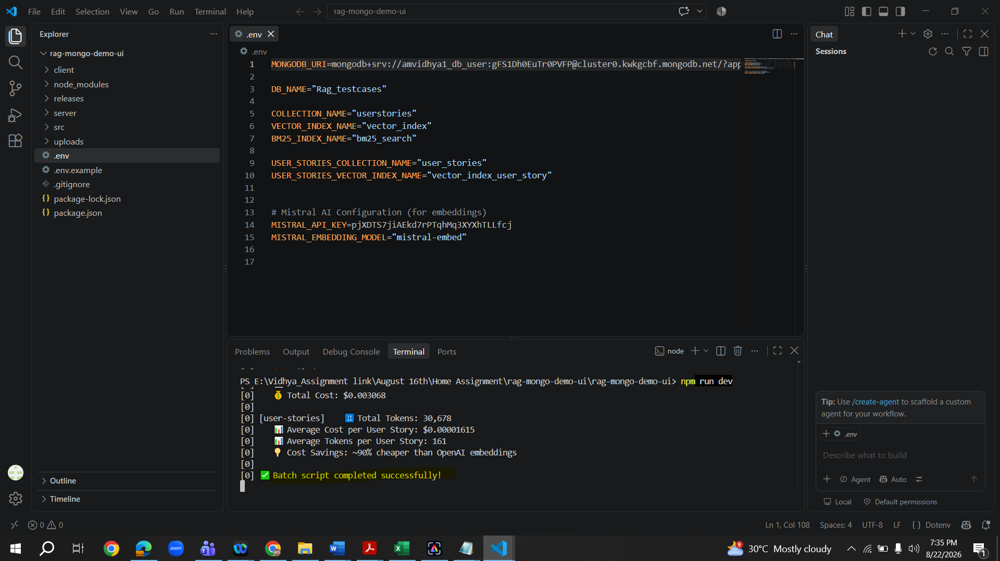 File Edit Selection View Go Run Terminal Help
rag-mongo-demo-ui
Explorer
rag-mongo-demo-ui
client
node_modules
releases
server
src
uploads
.env
.env.example
.gitignore
package-lock.json
package.json
Outline
Timeline
.env
.env
1 MONGODB_URI=mongodb+srv://amvidhya1_db_user:gFS1Dh0EuTr0PVFP@cluster0.kwkgcbf.mongodb.net/?app
2
3 DB_NAME="Rag_testcases"
4
5 COLLECTION_NAME="userstories"
6 VECTOR_INDEX_NAME="vector_index"
7 BM25_INDEX_NAME="bm25_search"
8
9 USER_STORIES_COLLECTION_NAME="user_stories"
10 USER_STORIES_VECTOR_INDEX_NAME="vector_index_user_story"
11
12
13 # Mistral AI Configuration (for embeddings)
14 MISTRAL_API_KEY=pjXDTS7jiAEkd7rPTqhMq3XYXhTLLfcj
15 MISTRAL_EMBEDDING_MODEL="mistral-embed"
16
17
Problems Output Debug Console Terminal Ports
node
PS E:\Vidhya_Assignment link\August 16th\Home Assignment\rag-mongo-demo-ui\rag-mongo-demo-ui> npm run dev
[0] 💰 Total Cost: $0.003068
[0]
[0] [user-stories] 🔢 Total Tokens: 30,678
[0] 📊 Average Cost per User Story: $0.00001615
[0] 📊 Average Tokens per User Story: 161
[0] 💡 Cost Savings: ~90% cheaper than OpenAI embeddings
[0]
[0] ✅ Batch script completed successfully!
Chat
Sessions
Tip: Use /create-agent to scaffold a custom
agent for your workflow.
.env
Describe what to build
Agent Auto
Local Default permissions
0 0
Ln 1, Col 108 Spaces: 4 UTF-8 LF { } Dotenv
zoom
am
9
30°C Mostly cloudy
7:35 PM
8/22/2026
1